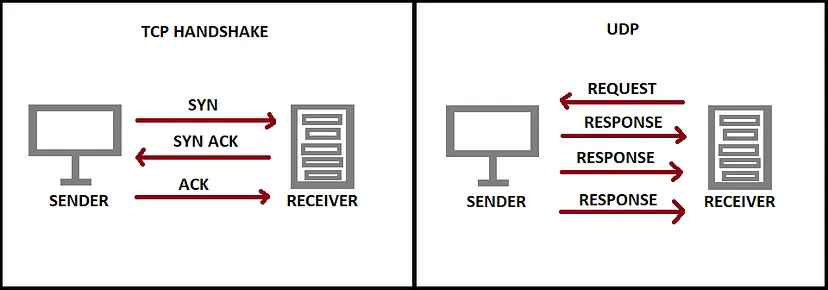 TCP HANDSHAKE
SYN
SYN ACK
ACK
SENDER
RECEIVER
UDP
REQUEST
RESPONSE
RESPONSE
RESPONSE
SENDER
RECEIVER